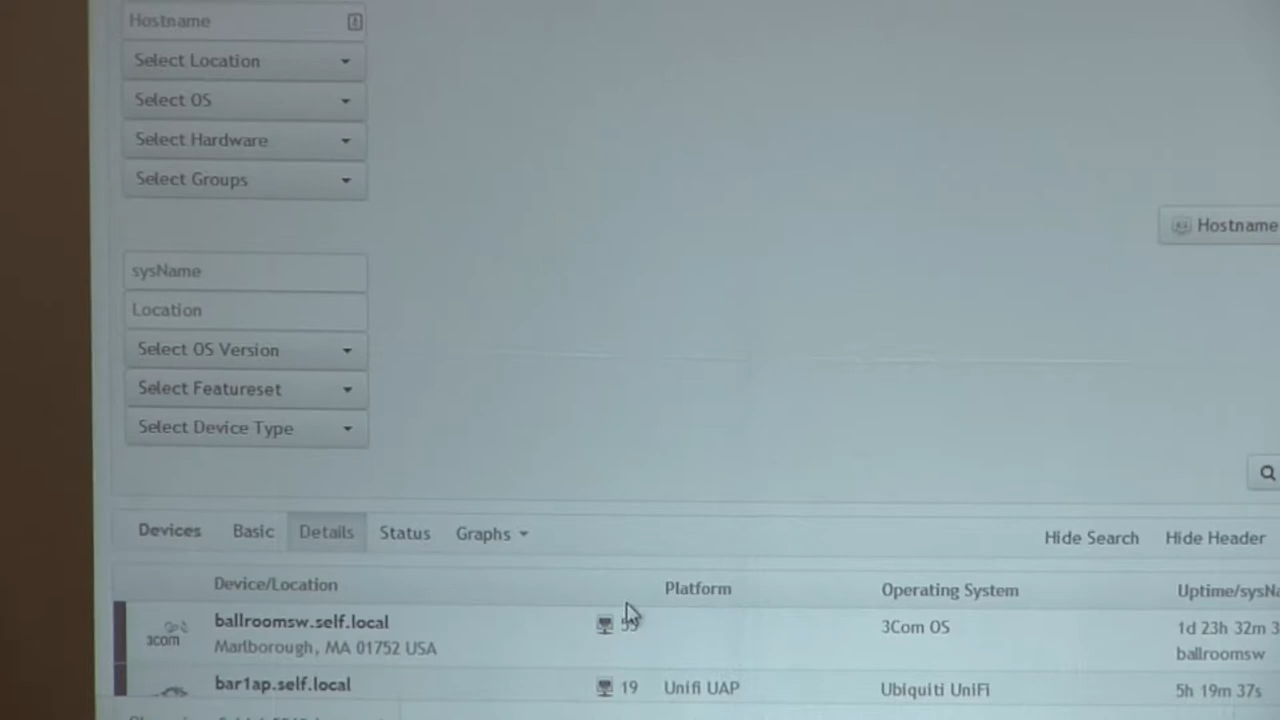 Hostname
Select Location
Select OS
Select Hardware
Select Groups
Hostname
sysName
Location
Select OS Version
Select Featureset
Select Device Type
Devices Basic Details Status Graphs Hide Search Hide Header
Device/Location Platform Operating System
3com ballroomsw.self.local 3Com OS 1d 23h 32m
Marlborough, MA 01752 USA ballroomsw
bar1ap.self.local 19 Unifi UAP Ubiquiti UniFi 5h 19m 37s